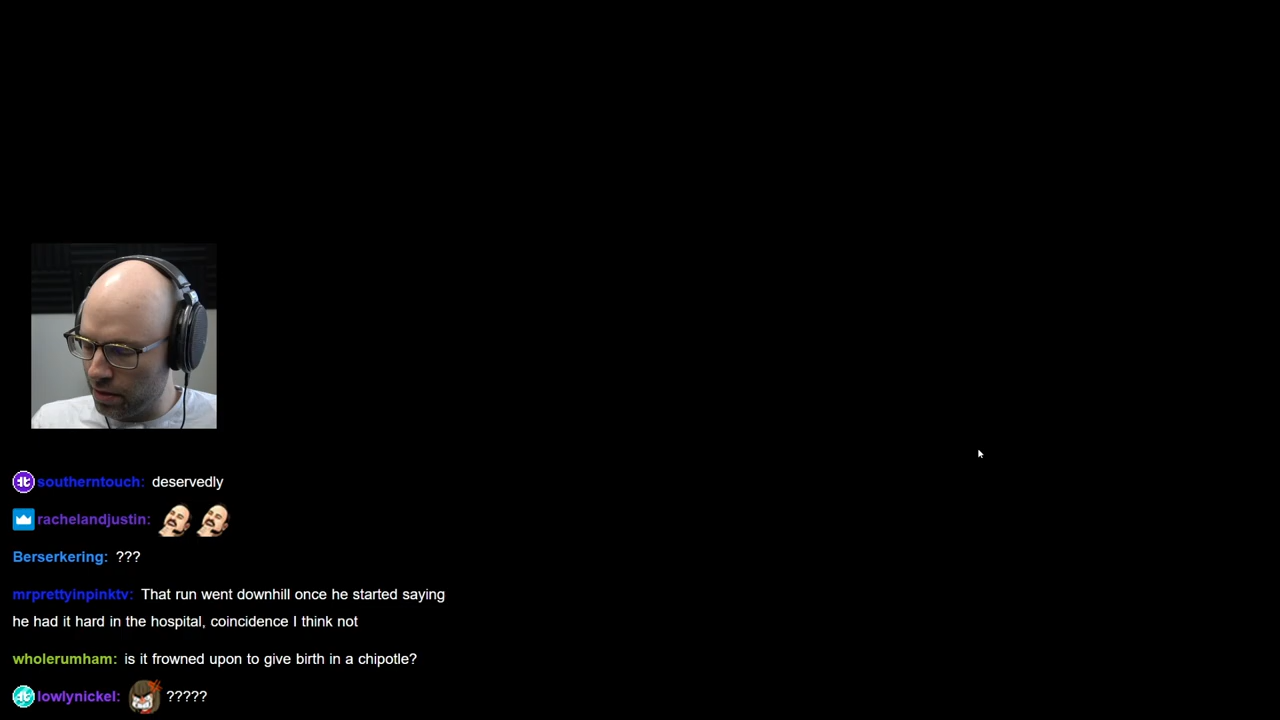 southerntouch: deservedly
rachelandjustin:
Berserkering: ???
mrprettyinpinktv: That run went downhill once he started saying
he had it hard in the hospital, coincidence I think not
wholerumham: is it frowned upon to give birth in a chipotle?
lowlynickel: ?????